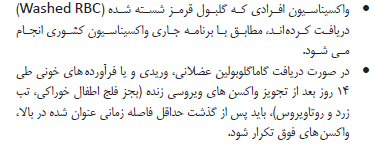 • واکسیناسیون افرادی که گلبول قرمز شسته شده (Washed RBC)
دریافت کرده‌اند، مطابق با برنامه جاری واکسیناسیون کشوری انجام
می شود.
• در صورت دریافت گاماگلوبولین عضلانی، وریدی و یا فرآورده‌های خونی طی
۱۴ روز بعد از تجویز واکسن های ویروسی زنده (بجز فلج اطفال خوراکی، تب
زرد و روتاویروس)، باید پس از گذشت حداقل فاصله زمانی عنوان شده در بالا،
واکسن‌های فوق تکرار شود.